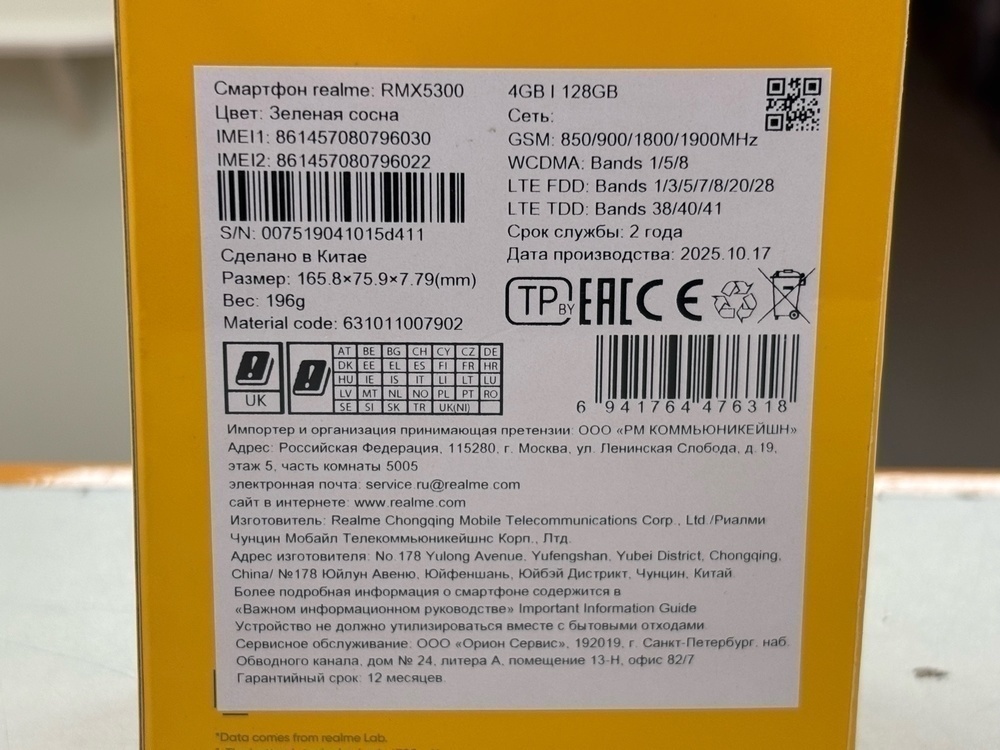 Смартфон realme: RMX5300
Цвет: Зеленая сосна
IMEI1: 861457080796030
IMEI2: 861457080796022
S/N: 007519041015d411
Сделано в Китае
Размер: 165.8×75.9×7.79(mm)
Вес: 196g
Material code: 631011007902
4GB | 128GB
Сеть:
GSM: 850/900/1800/1900MHz
WCDMA: Bands 1/5/8
LTE FDD: Bands 1/3/5/7/8/20/28
LTE TDD: Bands 38/40/41
Срок службы: 2 года
Дата производства: 2025.10.17
TP BY EAC CE
UK
AT BE BG CH CY CZ DE
DK EE EL ES FI FR HR
HU IE IS IT LI LT LU
LV MT NL NO PL PT RO
SE SI SK TR UK(NI)
6 941764 476318
Импортер и организация принимающая претензии: ООО «РМ КОММЬЮНИКЕЙШН»
Адрес: Российская Федерация, 115280, г. Москва, ул. Ленинская Слобода, д.19,
этаж 5, часть комнаты 5005
электронная почта: service.ru@realme.com
сайт в интернете: www.realme.com
Изготовитель: Realme Chongqing Mobile Telecommunications Corp., Ltd./Риалми
Чунцин Мобайл Телекоммьюникейшнс Корп., Лтд.
Адрес изготовителя: No.178 Yulong Avenue, Yufengshan, Yubei District, Chongqing,
China/ №178 Юйлун Авеню, Юйфеншань, Юйбэй Дистрикт, Чунцин, Китай.
Более подробная информация о смартфоне содержится в
«Важном информационном руководстве» Important Information Guide
Устройство не должно утилизироваться вместе с бытовыми отходами.
Сервисное обслуживание: ООО «Орион Сервис», 192019, г. Санкт-Петербург. наб.
Обводного канала, дом № 24, литера А, помещение 13-Н, офис 82/7
Гарантийный срок: 12 месяцев.
*Data comes from realme Lab.